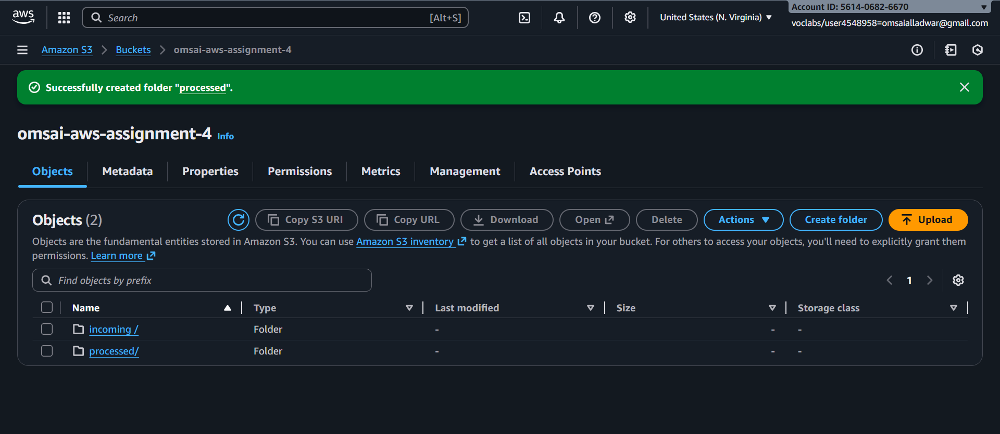 aws
Search [Alt+S]
United States (N. Virginia)
Account ID: 5614-0682-6670
voclabs/user4548958=omsaialladwar@gmail.com
Amazon S3 Buckets omsai-aws-assignment-4
Successfully created folder "processed".
omsai-aws-assignment-4 Info
Objects Metadata Properties Permissions Metrics Management Access Points
Objects (2) Copy S3 URI Copy URL Download Open Delete Actions Create folder Upload
Objects are the fundamental entities stored in Amazon S3. You can use Amazon S3 inventory to get a list of all objects in your bucket. For others to access your objects, you'll need to explicitly grant them
permissions. Learn more
Find objects by prefix 1
Name Type Last modified Size Storage class
incoming / Folder - - -
processed/ Folder - - -